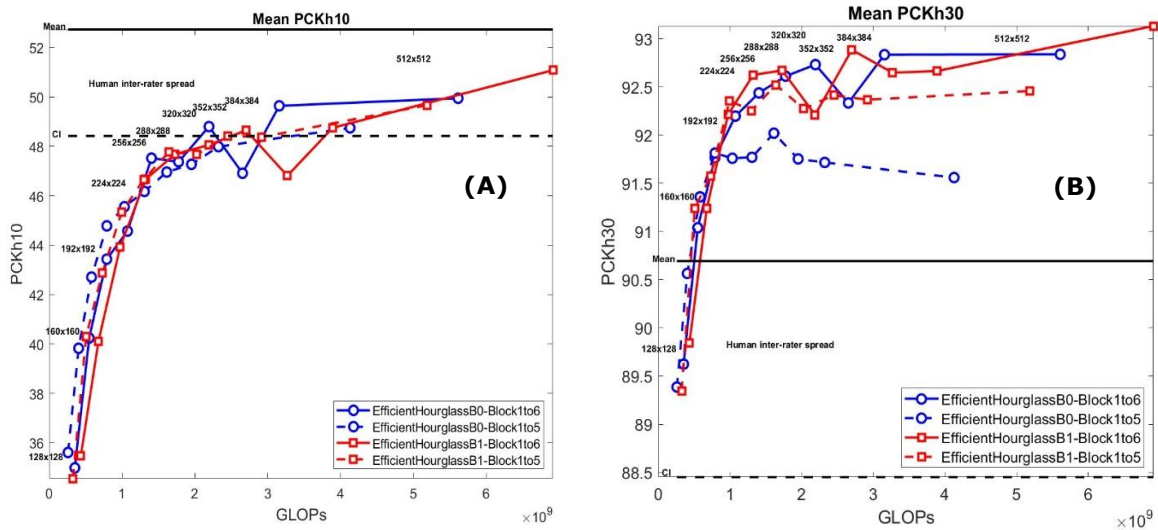 Mean PCKh10
Mean
52
Human inter-rater spread
512x512
50
384x384
352x352
320x320
CI
48
288x288
256x256
46
224x224
(A)
44
192x192
PCKh10
42
40
160x160
38
36
128x128
EfficientHourglassB0-Block1to6
EfficientHourglassB0-Block1to5
EfficientHourglassB1-Block1to6
EfficientHourglassB1-Block1to5
0 1 2 3 4 5 6
GLOPs
×10^9
Mean PCKh30
93
320x320
384x384
512x512
288x288
352x352
256x256
224x224
92.5
192x192
92
(B)
91.5
160x160
91
PCKh30
Mean
90.5
90
128x128
Human inter-rater spread
89.5
89
88.5
CI
EfficientHourglassB0-Block1to6
EfficientHourglassB0-Block1to5
EfficientHourglassB1-Block1to6
EfficientHourglassB1-Block1to5
0 1 2 3 4 5 6
GLOPs
×10^9